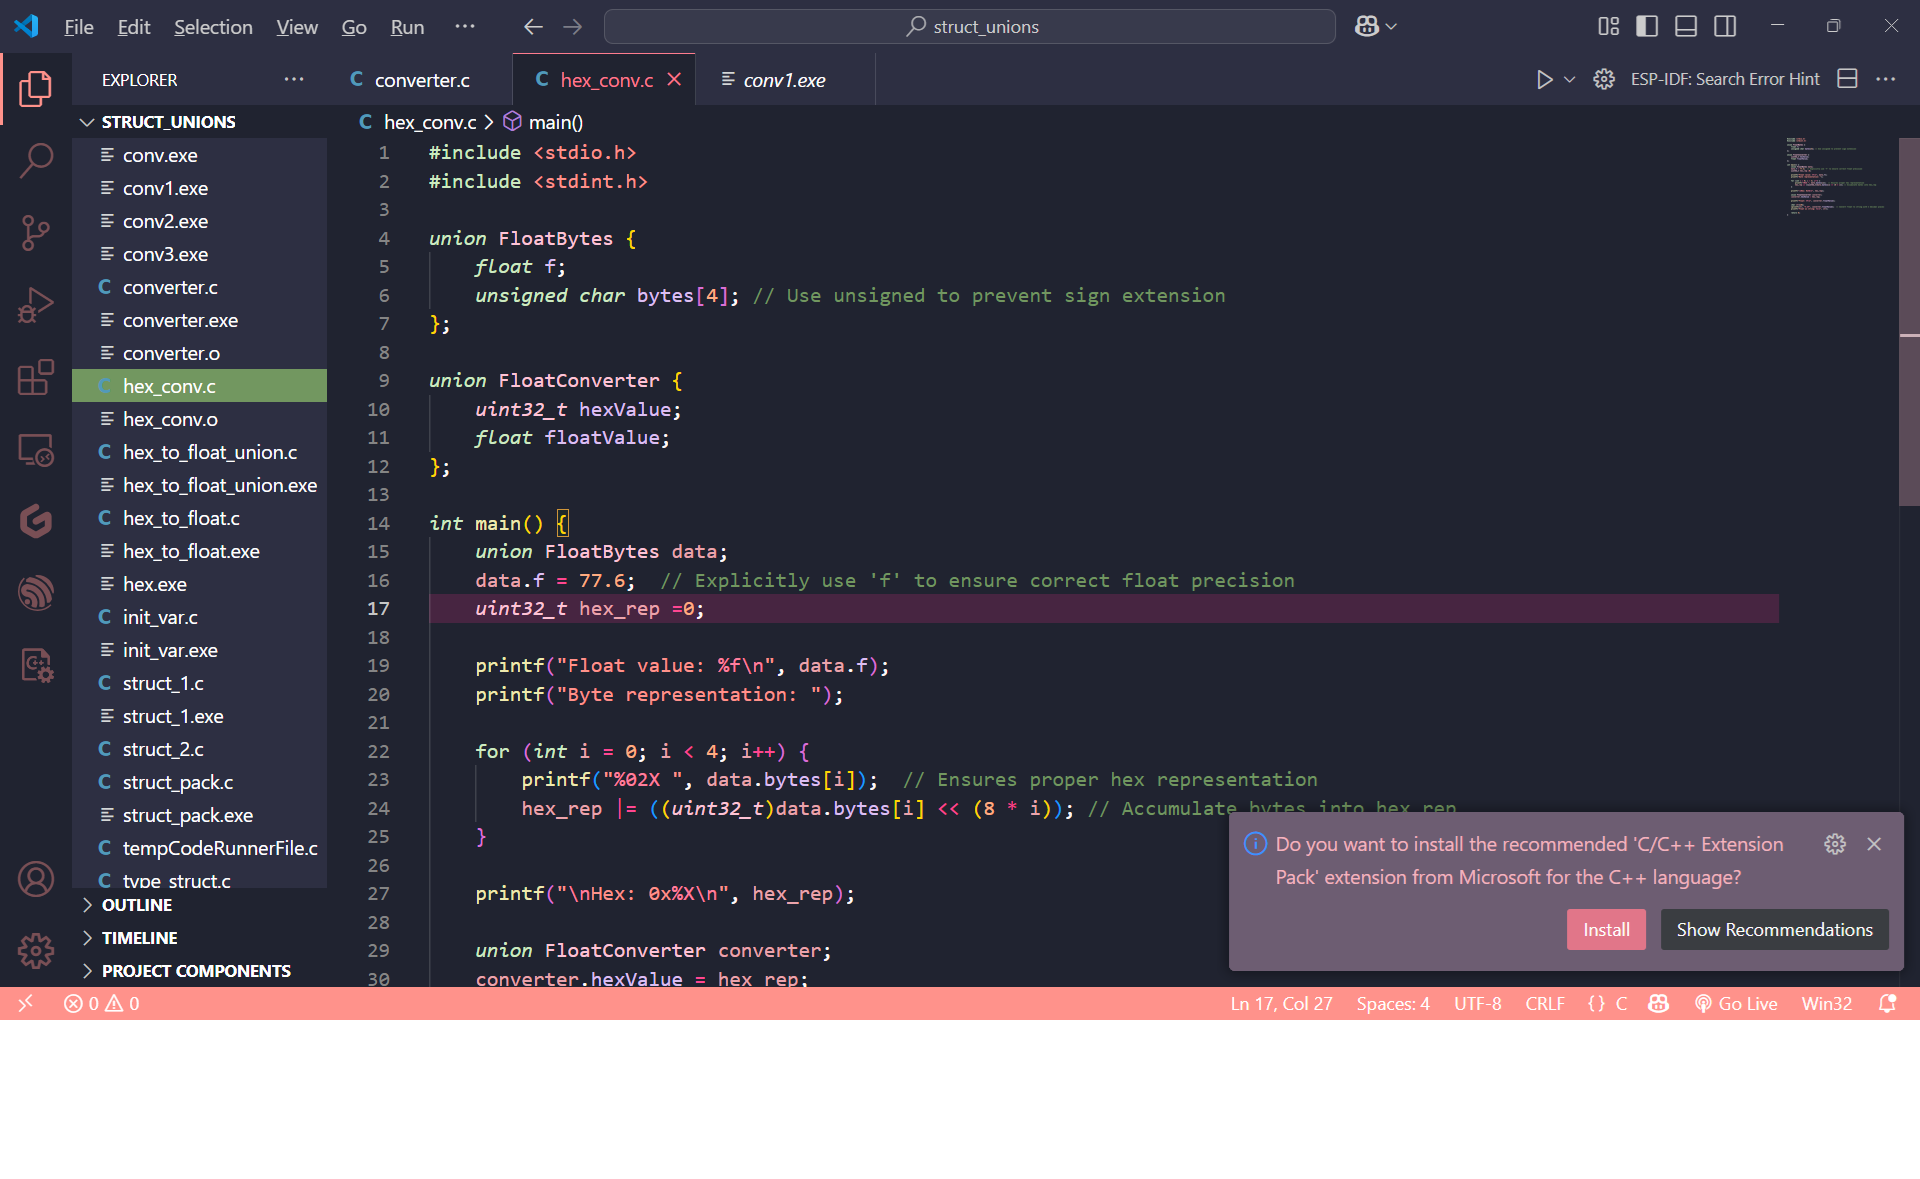 File Edit Selection View Go Run ··· struct_unions
EXPLORER ···
STRUCT_UNIONS
conv.exe
conv1.exe
conv2.exe
conv3.exe
converter.c
converter.exe
converter.o
hex_conv.c
hex_conv.o
hex_to_float_union.c
hex_to_float_union.exe
hex_to_float.c
hex_to_float.exe
hex.exe
init_var.c
init_var.exe
struct_1.c
struct_1.exe
struct_2.c
struct_pack.c
struct_pack.exe
tempCodeRunnerFile.c
type_struct.c
OUTLINE
TIMELINE
PROJECT COMPONENTS
C converter.c C hex_conv.c conv1.exe ESP-IDF: Search Error Hint ···
C hex_conv.c > main()
1 #include <stdio.h>
2 #include <stdint.h>
3
4 union FloatBytes {
5 float f;
6 unsigned char bytes[4]; // Use unsigned to prevent sign extension
7 };
8
9 union FloatConverter {
10 uint32_t hexValue;
11 float floatValue;
12 };
13
14 int main() {
15 union FloatBytes data;
16 data.f = 77.6; // Explicitly use 'f' to ensure correct float precision
17 uint32_t hex_rep =0;
18
19 printf("Float value: %f\n", data.f);
20 printf("Byte representation: ");
21
22 for (int i = 0; i < 4; i++) {
23 printf("%02X ", data.bytes[i]); // Ensures proper hex representation
24 hex_rep |= ((uint32_t)data.bytes[i] << (8 * i)); // Accumulate bytes into hex_rep
25 }
26
27 printf("\nHex: 0x%X\n", hex_rep);
28
29 union FloatConverter converter;
30 converter.hexValue = hex_rep;
Do you want to install the recommended 'C/C++ Extension
Pack' extension from Microsoft for the C++ language?
Install Show Recommendations
0 0 Ln 17, Col 27 Spaces: 4 UTF-8 CRLF {} C Go Live Win32